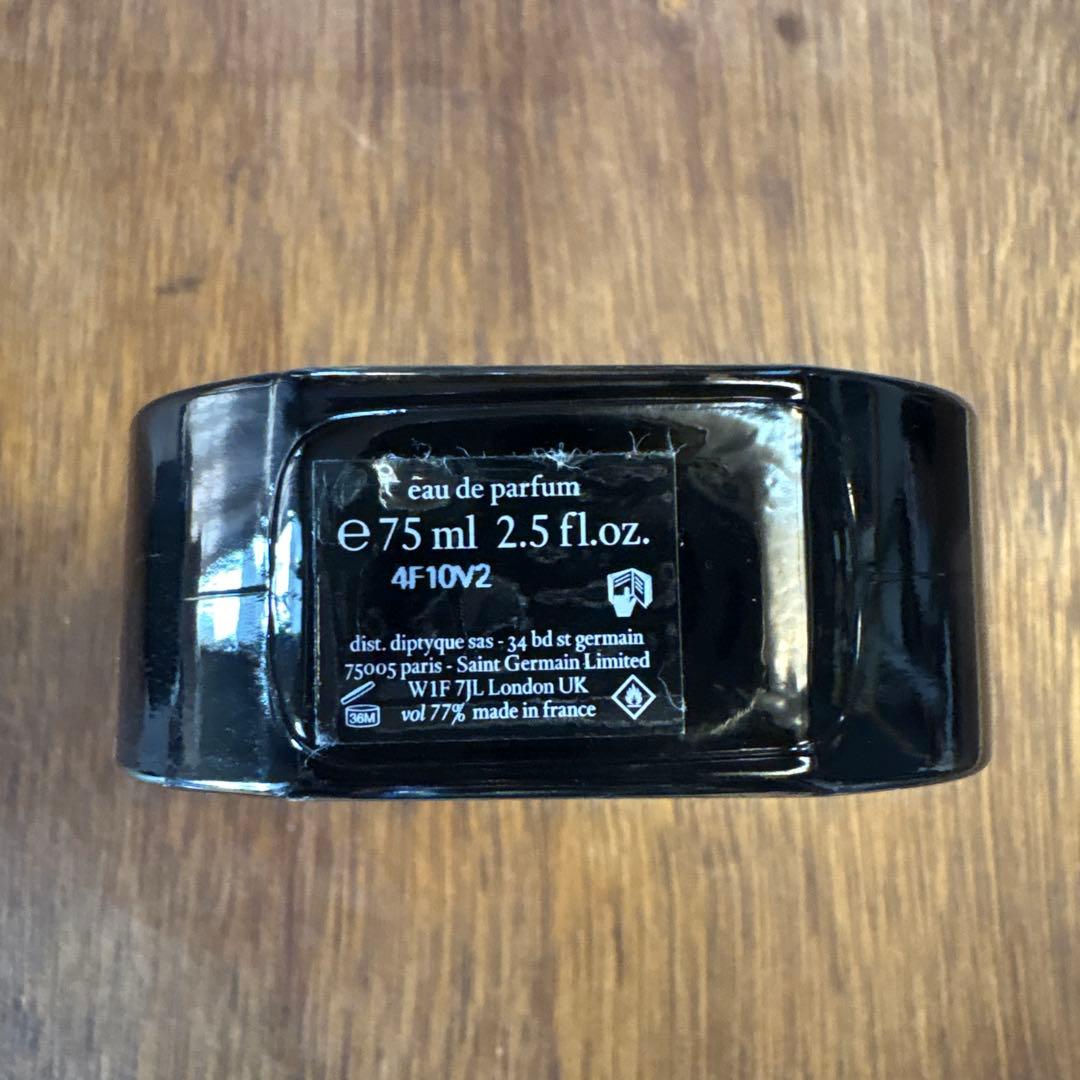 eau de parfum
℮ 75 ml 2.5 fl.oz.
4F10V2
dist. diptyque sas - 34 bd st germain
75005 paris - Saint Germain Limited
W1F 7JL London UK
36M
vol 77% made in france